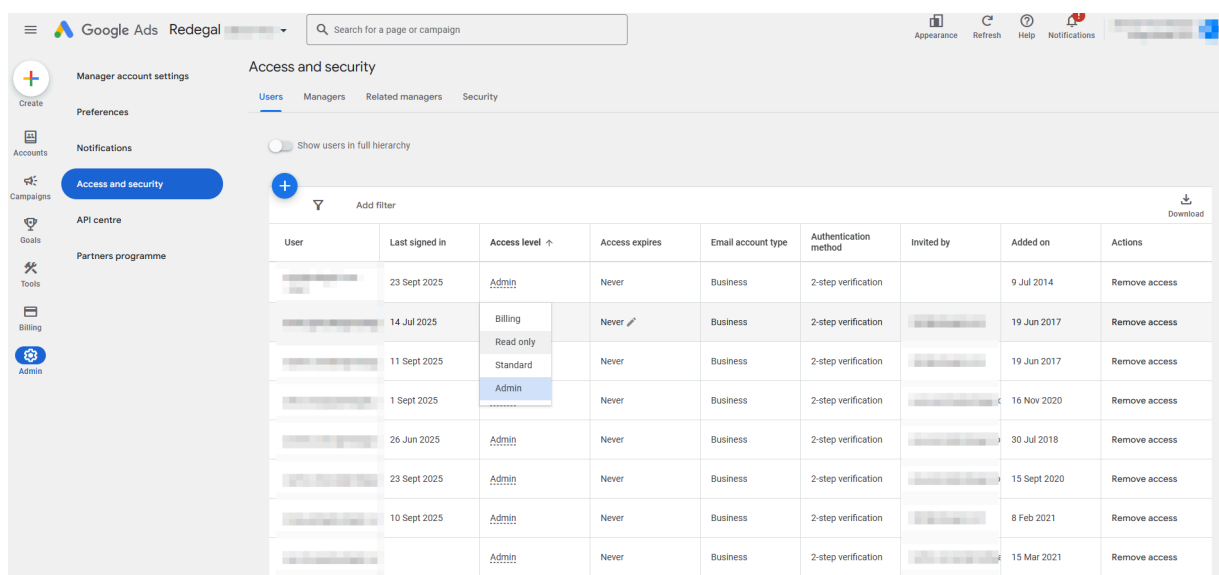 Google Ads Redegal
Search for a page or campaign
Appearance Refresh Help Notifications
Create
Accounts
Campaigns
Goals
Tools
Billing
Admin
Manager account settings
Preferences
Notifications
Access and security
API centre
Partners programme
Access and security
Users Managers Related managers Security
Show users in full hierarchy
Add filter
Download
User Last signed in Access level Access expires Email account type Authentication method Invited by Added on Actions
23 Sept 2025 Admin Never Business 2-step verification 9 Jul 2014 Remove access
14 Jul 2025 Never Business 2-step verification 19 Jun 2017 Remove access
Billing
Read only
Standard
Admin
11 Sept 2025 Never Business 2-step verification 19 Jun 2017 Remove access
1 Sept 2025 Never Business 2-step verification 16 Nov 2020 Remove access
26 Jun 2025 Admin Never Business 2-step verification 30 Jul 2018 Remove access
23 Sept 2025 Admin Never Business 2-step verification 15 Sept 2020 Remove access
10 Sept 2025 Admin Never Business 2-step verification 8 Feb 2021 Remove access
Admin Never Business 2-step verification 15 Mar 2021 Remove access